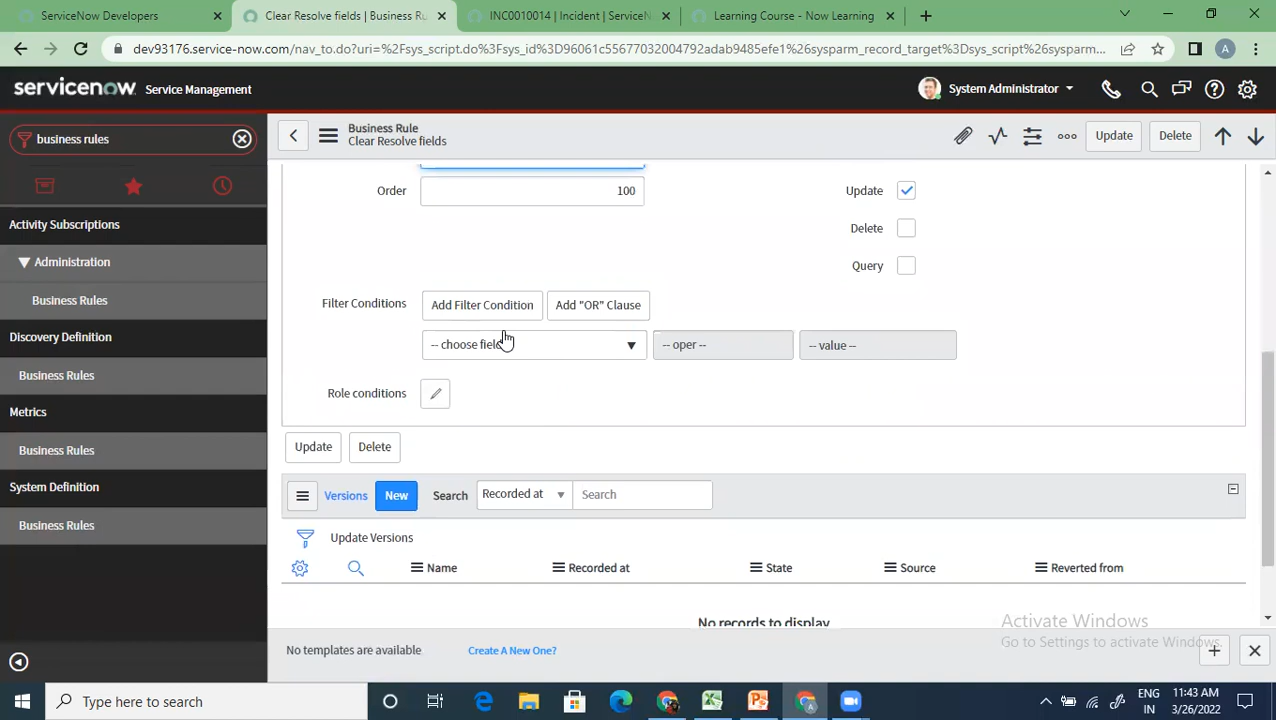 ServiceNow Developers
Clear Resolve fields | Business Ru
INC0010014 | Incident | ServiceN
Learning Course - Now Learning
dev93176.service-now.com/nav_to.do?uri=%2Fsys_script.do%3Fsys_id%3D96061c55677032004792adab9485efe1%26sysparm_record_target%3Dsys_script%26sysparm...
A
servicenow Service Management
System Administrator
business rules
Business Rule
Clear Resolve fields
Update
Delete
Activity Subscriptions
Administration
Business Rules
Discovery Definition
Business Rules
Metrics
Business Rules
System Definition
Business Rules
Order
100
Update
Delete
Query
Filter Conditions
Add Filter Condition
Add "OR" Clause
-- choose field
-- oper --
-- value --
Role conditions
Update
Delete
Versions
New
Search
Recorded at
Search
Update Versions
Name
Recorded at
State
Source
Reverted from
No records to display
Activate Windows
Go to Settings to activate Windows.
No templates are available
Create A New One?
Type here to search
ENG
IN
11:43 AM
3/26/2022